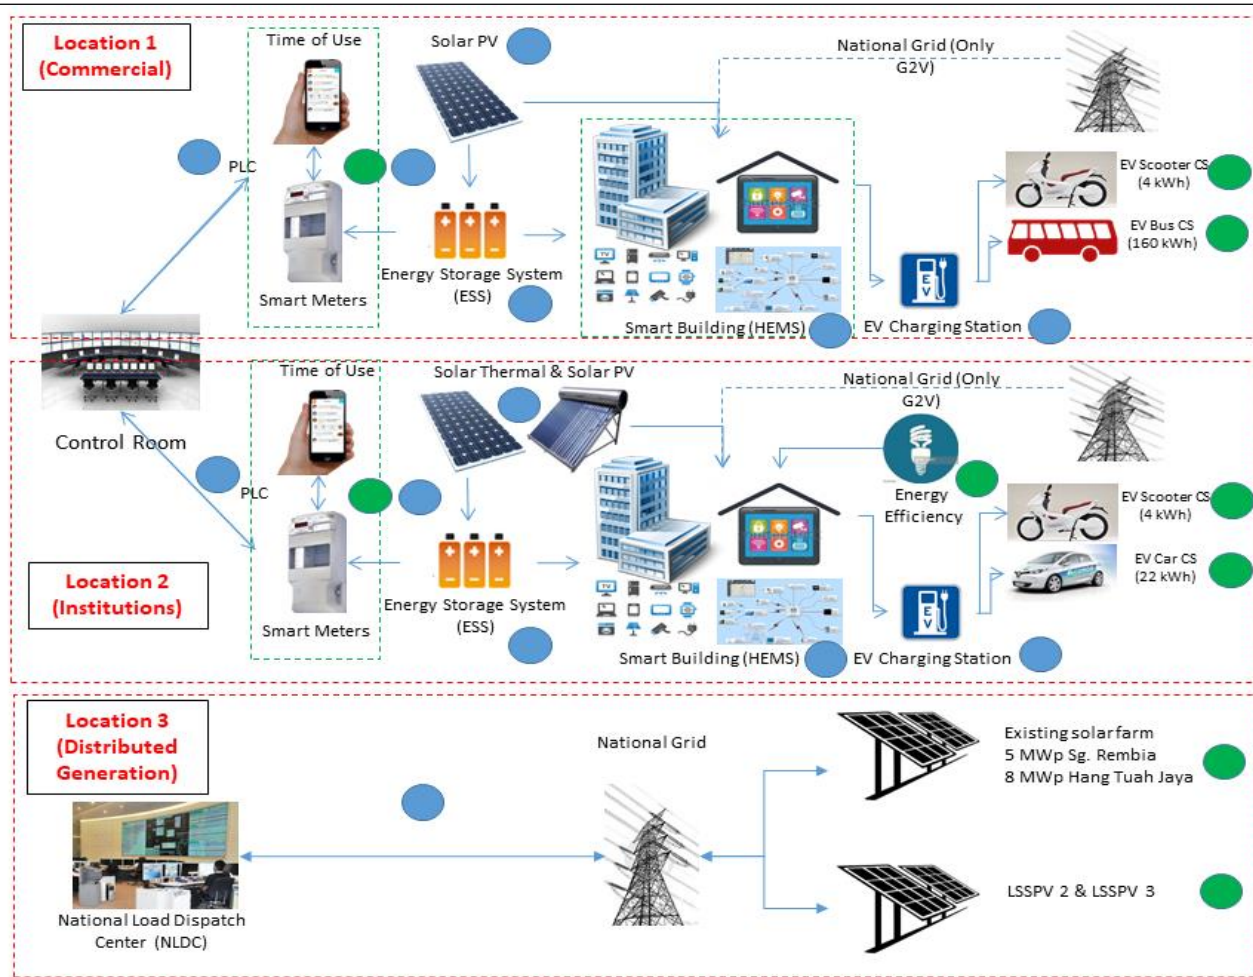 Location 1
(Commercial)
Time of Use
Solar PV
National Grid (Only
G2V)
PLC
EV Scooter CS
(4 kWh)
EV Bus CS
(160 kWh)
Energy Storage System
(ESS)
Smart Meters
Smart Building (HEMS)
EV
EV Charging Station
Control Room
Time of Use
Solar Thermal & Solar PV
National Grid (Only
G2V)
PLC
Energy
Efficiency
EV Scooter CS
(4 kWh)
EV Car CS
(22 kWh)
Location 2
(Institutions)
Energy Storage System
(ESS)
Smart Meters
Smart Building (HEMS)
EV
EV Charging Station
Location 3
(Distributed
Generation)
National Grid
Existing solar farm
5 MWp Sg. Rembia
8 MWp Hang Tuah Jaya
LSSPV 2 & LSSPV 3
National Load Dispatch
Center (NLDC)